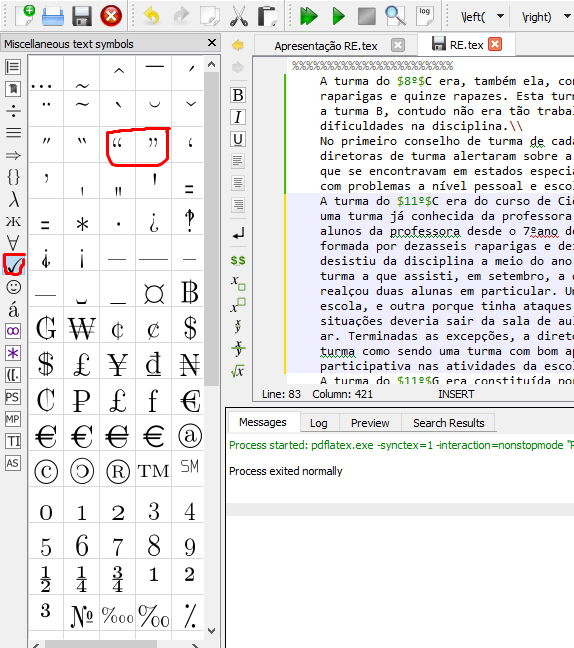 log
\left(
\right)
Miscellaneous text symbols
Apresentação RE.tex
RE.tex
%%%%%%%%%%%%%%%%%%%%%%%
A turma do $8º$C era, também ela, con
raparigas e quinze rapazes. Esta turm
a turma B, contudo não era tão trabal
dificuldades na disciplina.\\
No primeiro conselho de turma de cada
diretoras de turma alertaram sobre a
que se encontravam em estados especia
com problemas a nível pessoal e escol
A turma do $11º$C era do curso de Ciê
uma turma já conhecida da professora
alunos da professora desde o 7ªano de
formada por dezasseis raparigas e dez
desistiu da disciplina a meio do ano
turma a que assisti, em setembro, a d
realçou duas alunas em particular. Um
escola, e outra porque tinha ataques
situações deveria sair da sala de aul
ar. Terminadas as excepções, a direto
turma como sendo uma turma com bom ap
participativa nas atividades da escol
A turma do $11º$G era constituída por
Line: 83 Column: 421 INSERT
Messages Log Preview Search Results
Process started: pdflatex.exe -synctex=1 -interaction=nonstopmode "R
Process exited normally
B
I
U
$$
{}
λ
Ж
∀
á
∞
*
([.
PS
MP
TI
AS
… ~
“ ”
* · ¿ ‽
¡
¤ ฿
₲ ₩ ¢ ¢ $
$ £ ¥ ₫ ₦
₱ £ f €
€ € € € @
© ® TM SM
0 1 2 3 4
5 6 7 8 9
½ ¼ ¾ 1 2
3 № ‱ ‰ ⁒